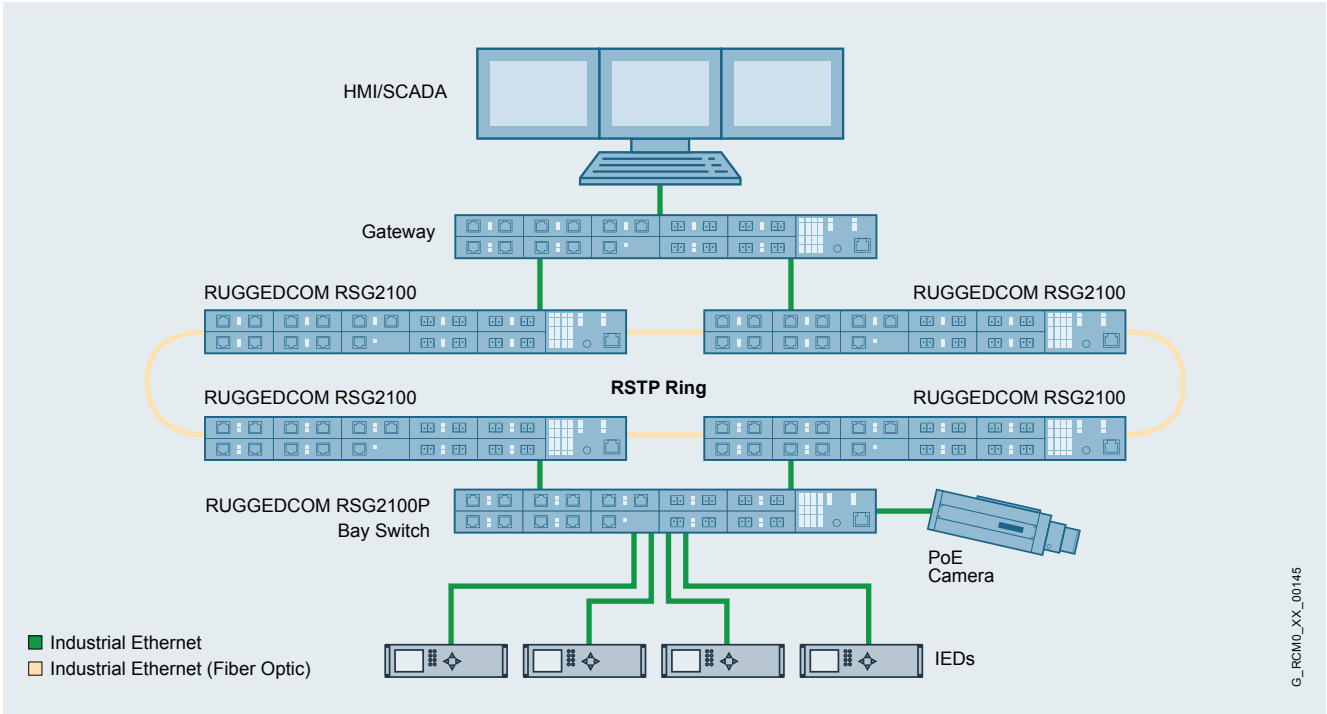 HMI/SCADA
Gateway
RUGGEDCOM RSG2100
RUGGEDCOM RSG2100
RSTP Ring
RUGGEDCOM RSG2100
RUGGEDCOM RSG2100
RUGGEDCOM RSG2100P
Bay Switch
PoE
Camera
IEDs
Industrial Ethernet
Industrial Ethernet (Fiber Optic)
G_RCM0_XX_00145